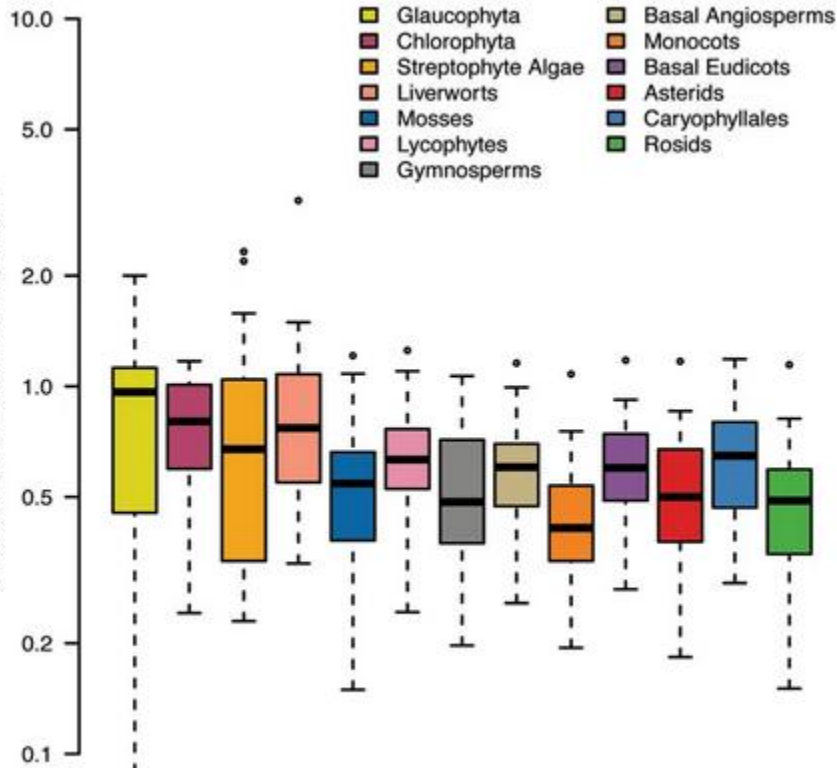 10.0
5.0
2.0
1.0
0.5
0.2
0.1
Glaucophyta
Chlorophyta
Streptophyte Algae
Liverworts
Mosses
Lycophytes
Gymnosperms
Basal Angiosperms
Monocots
Basal Eudicots
Asterids
Caryophyllales
Rosids